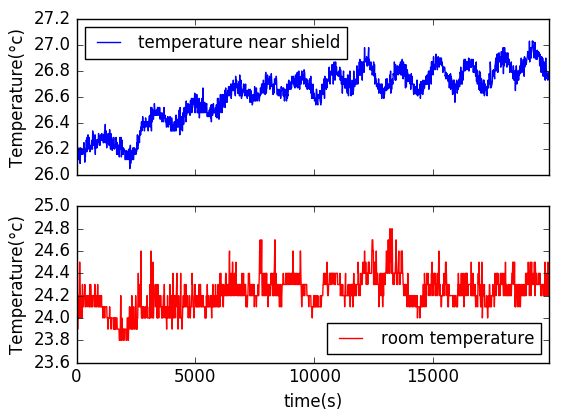 27.2
27.0
26.8
26.6
26.4
26.2
26.0
Temperature(°c)
temperature near shield
25.0
24.8
24.6
24.4
24.2
24.0
23.8
23.6
Temperature(°c)
room temperature
0 5000 10000 15000
time(s)